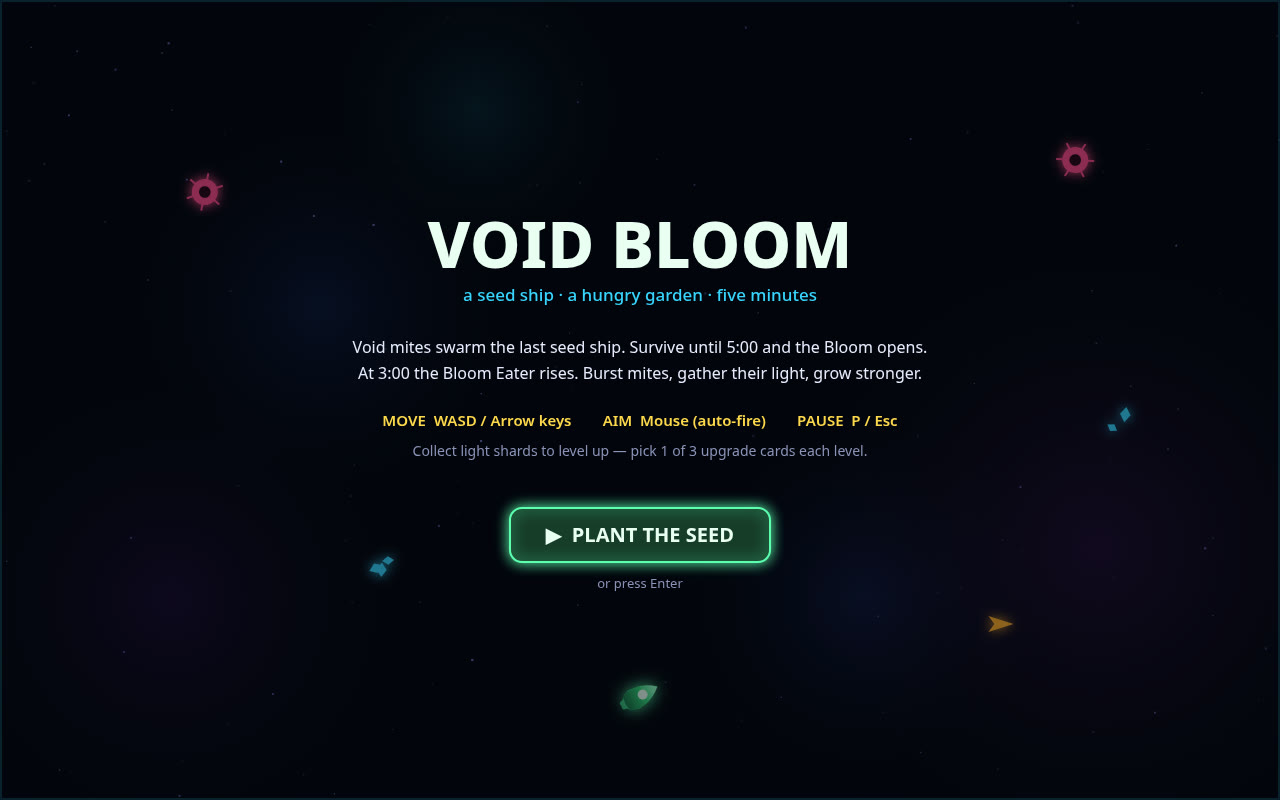 VOID BLOOM
a seed ship · a hungry garden · five minutes
Void mites swarm the last seed ship. Survive until 5:00 and the Bloom opens.
At 3:00 the Bloom Eater rises. Burst mites, gather their light, grow stronger.
MOVE WASD / Arrow keys AIM Mouse (auto-fire) PAUSE P / Esc
Collect light shards to level up — pick 1 of 3 upgrade cards each level.
▶ PLANT THE SEED
or press Enter